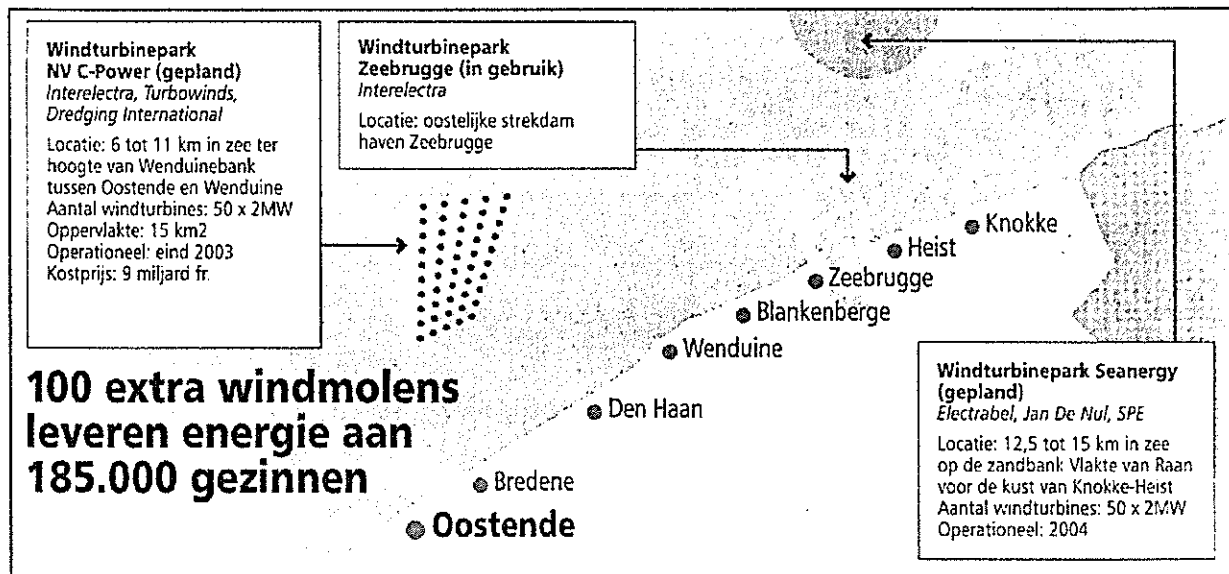 Windturbinepark
NV C-Power (gepland)
Interelectra, Turbowinds,
Dredging International
Locatie: 6 tot 11 km in zee ter
hoogte van Wenduinebank
tussen Oostende en Wenduine
Aantal windturbines: 50 x 2MW
Oppervlakte: 15 km2
Operationeel: eind 2003
Kostprijs: 9 miljard fr.
Windturbinepark
Zeebrugge (in gebruik)
Interelectra
Locatie: oostelijke strekdam
haven Zeebrugge
Knokke
Heist
Zeebrugge
Blankenberge
Wenduine
Den Haan
Bredene
Oostende
100 extra windmolens
leveren energie aan
185.000 gezinnen
Windturbinepark Seanergy
(gepland)
Electrabel, Jan De Nul, SPE
Locatie: 12,5 tot 15 km in zee
op de zandbank Vlakte van Raan
voor de kust van Knokke-Heist
Aantal windturbines: 50 x 2MW
Operationeel: 2004